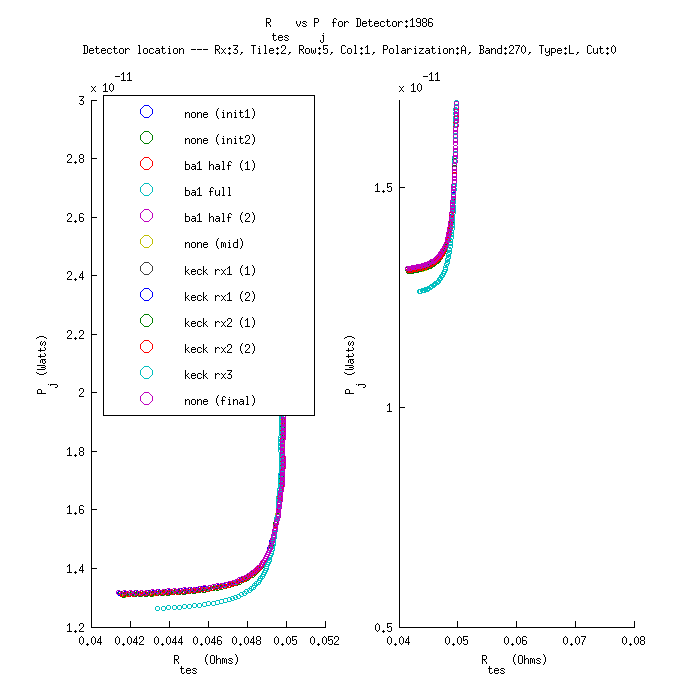 R tes vs P j for Detector:1986
Detector location --- Rx:3, Tile:2, Row:5, Col:1, Polarization:A, Band:270, Type:L, Cut:0
x 10 -11
3
2.8
2.6
2.4
2.2
2
1.8
1.6
1.4
1.2
P j (Watts)
none (init1)
none (init2)
ba1 half (1)
ba1 full
ba1 half (2)
none (mid)
keck rx1 (1)
keck rx1 (2)
keck rx2 (1)
keck rx2 (2)
keck rx3
none (final)
0.04 0.042 0.044 0.046 0.048 0.05 0.052
R tes (Ohms)
x 10 -11
1.5
1
0.5
P j (Watts)
0.04 0.05 0.06 0.07 0.08
R tes (Ohms)